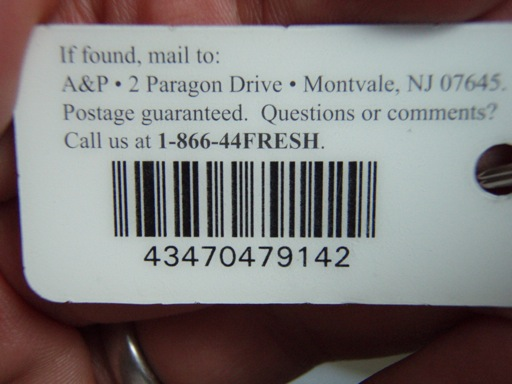 If found, mail to:
A&P • 2 Paragon Drive • Montvale, NJ 07645.
Postage guaranteed. Questions or comments?
Call us at 1-866-44FRESH.
43470479142